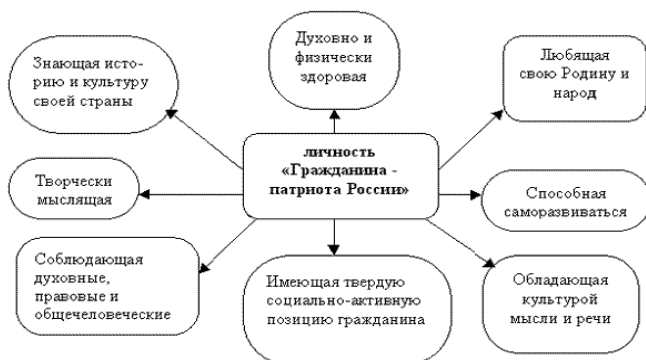 Знающая исто-
рию и культуру
своей страны
Духовно и
физически
здоровая
Любящая
свою Родину и
народ
личность
«Гражданина -
патриота России»
Творчески
мыслящая
Способная
саморазвиваться
Соблюдающая
духовные,
правовые и
общечеловеческие
Имеющая твердую
социально-активную
позицию гражданина
Обладающая
культурой
мысли и речи